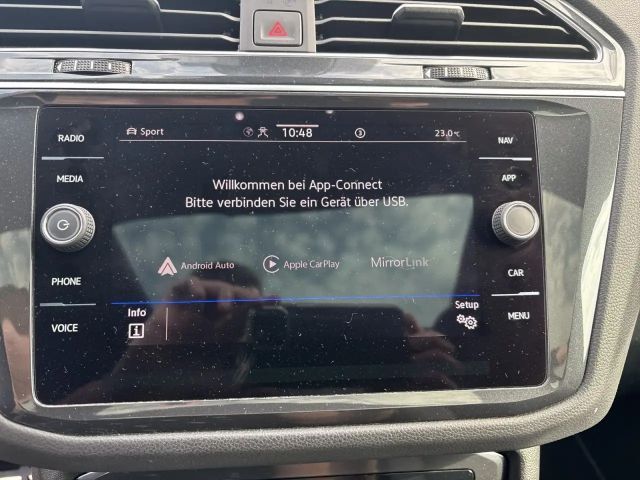 RADIO
MEDIA
PHONE
VOICE
Sport
10:48
3
23.0°C
Willkommen bei App-Connect
Bitte verbinden Sie ein Gerät über USB.
Android Auto
Apple CarPlay
MirrorLink
Info
i
Setup
NAV
APP
CAR
MENU